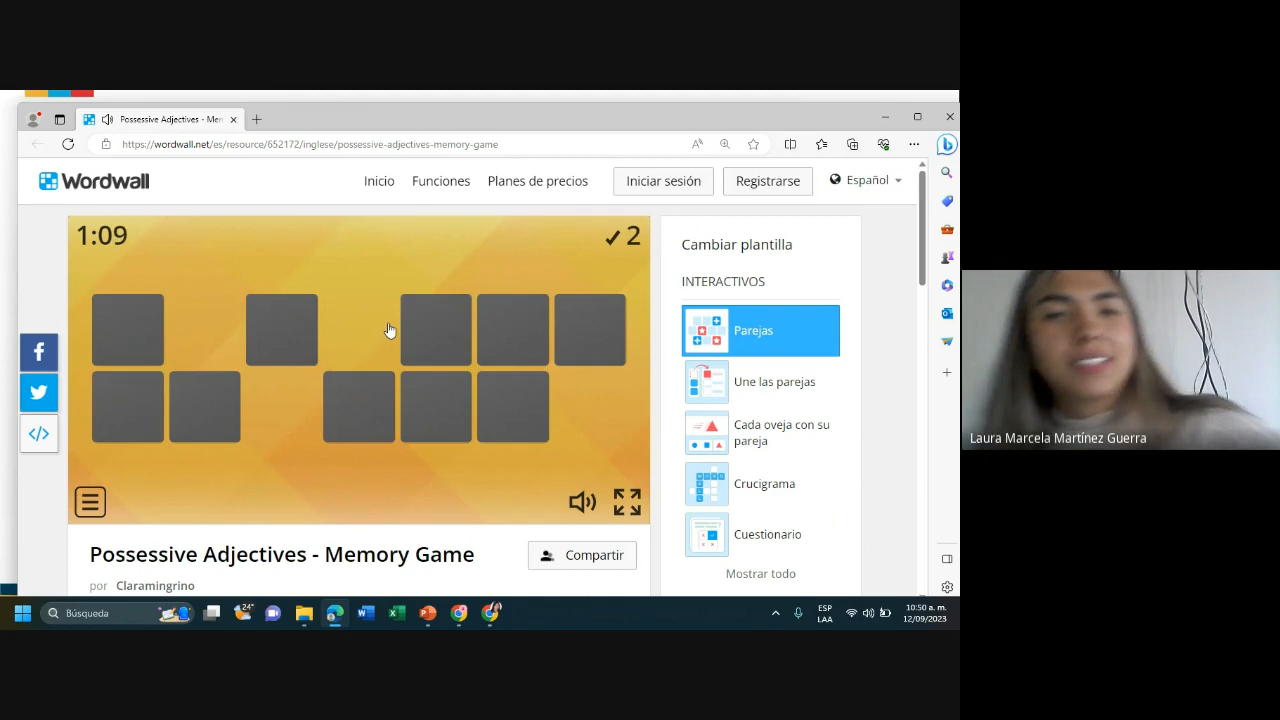 Possessive Adjectives - Mem
https://wordwall.net/es/resource/652172/inglese/possessive-adjectives-memory-game
Wordwall
Inicio
Funciones
Planes de precios
Iniciar sesión
Registrarse
Español
1:09
2
Cambiar plantilla
INTERACTIVOS
Parejas
Une las parejas
Cada oveja con su
pareja
Crucigrama
Cuestionario
Mostrar todo
Possessive Adjectives - Memory Game
Compartir
por Claramingrino
Laura Marcela Martínez Guerra
Búsqueda
24°
ESP
LAA
10:50 a. m.
12/09/2023